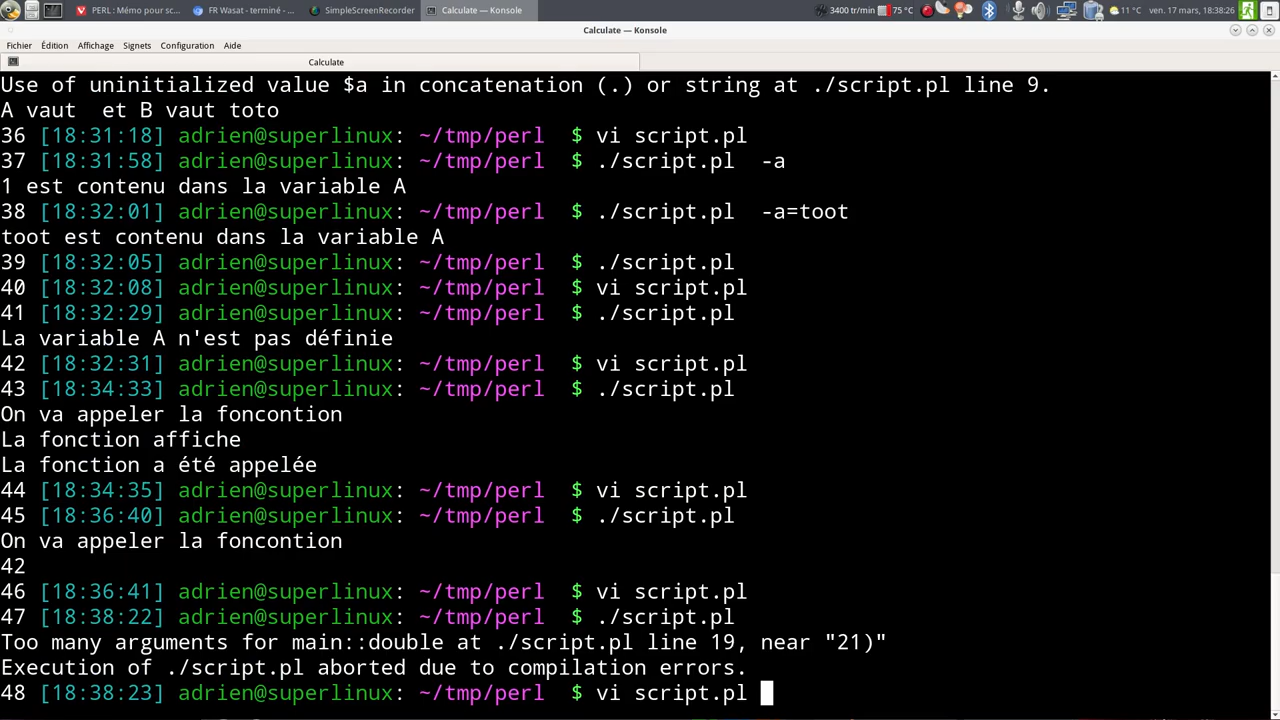 PERL : Mémo pour sc...
FR Wasat - terminé - ...
SimpleScreenRecorder
Calculate — Konsole
3400 tr/min
75 °C
11 °C
ven. 17 mars, 18:38:26
Calculate — Konsole
Fichier Édition Affichage Signets Configuration Aide
Calculate
Use of uninitialized value $a in concatenation (.) or string at ./script.pl line 9.
A vaut  et B vaut toto
36 [18:31:18] adrien@superlinux: ~/tmp/perl  $ vi script.pl
37 [18:31:58] adrien@superlinux: ~/tmp/perl  $ ./script.pl  -a
1 est contenu dans la variable A
38 [18:32:01] adrien@superlinux: ~/tmp/perl  $ ./script.pl  -a=toot
toot est contenu dans la variable A
39 [18:32:05] adrien@superlinux: ~/tmp/perl  $ ./script.pl
40 [18:32:08] adrien@superlinux: ~/tmp/perl  $ vi script.pl
41 [18:32:29] adrien@superlinux: ~/tmp/perl  $ ./script.pl
La variable A n'est pas définie
42 [18:32:31] adrien@superlinux: ~/tmp/perl  $ vi script.pl
43 [18:34:33] adrien@superlinux: ~/tmp/perl  $ ./script.pl
On va appeler la foncontion
La fonction affiche
La fonction a été appelée
44 [18:34:35] adrien@superlinux: ~/tmp/perl  $ vi script.pl
45 [18:36:40] adrien@superlinux: ~/tmp/perl  $ ./script.pl
On va appeler la foncontion
42
46 [18:36:41] adrien@superlinux: ~/tmp/perl  $ vi script.pl
47 [18:38:22] adrien@superlinux: ~/tmp/perl  $ ./script.pl
Too many arguments for main::double at ./script.pl line 19, near "21)"
Execution of ./script.pl aborted due to compilation errors.
48 [18:38:23] adrien@superlinux: ~/tmp/perl  $ vi script.pl